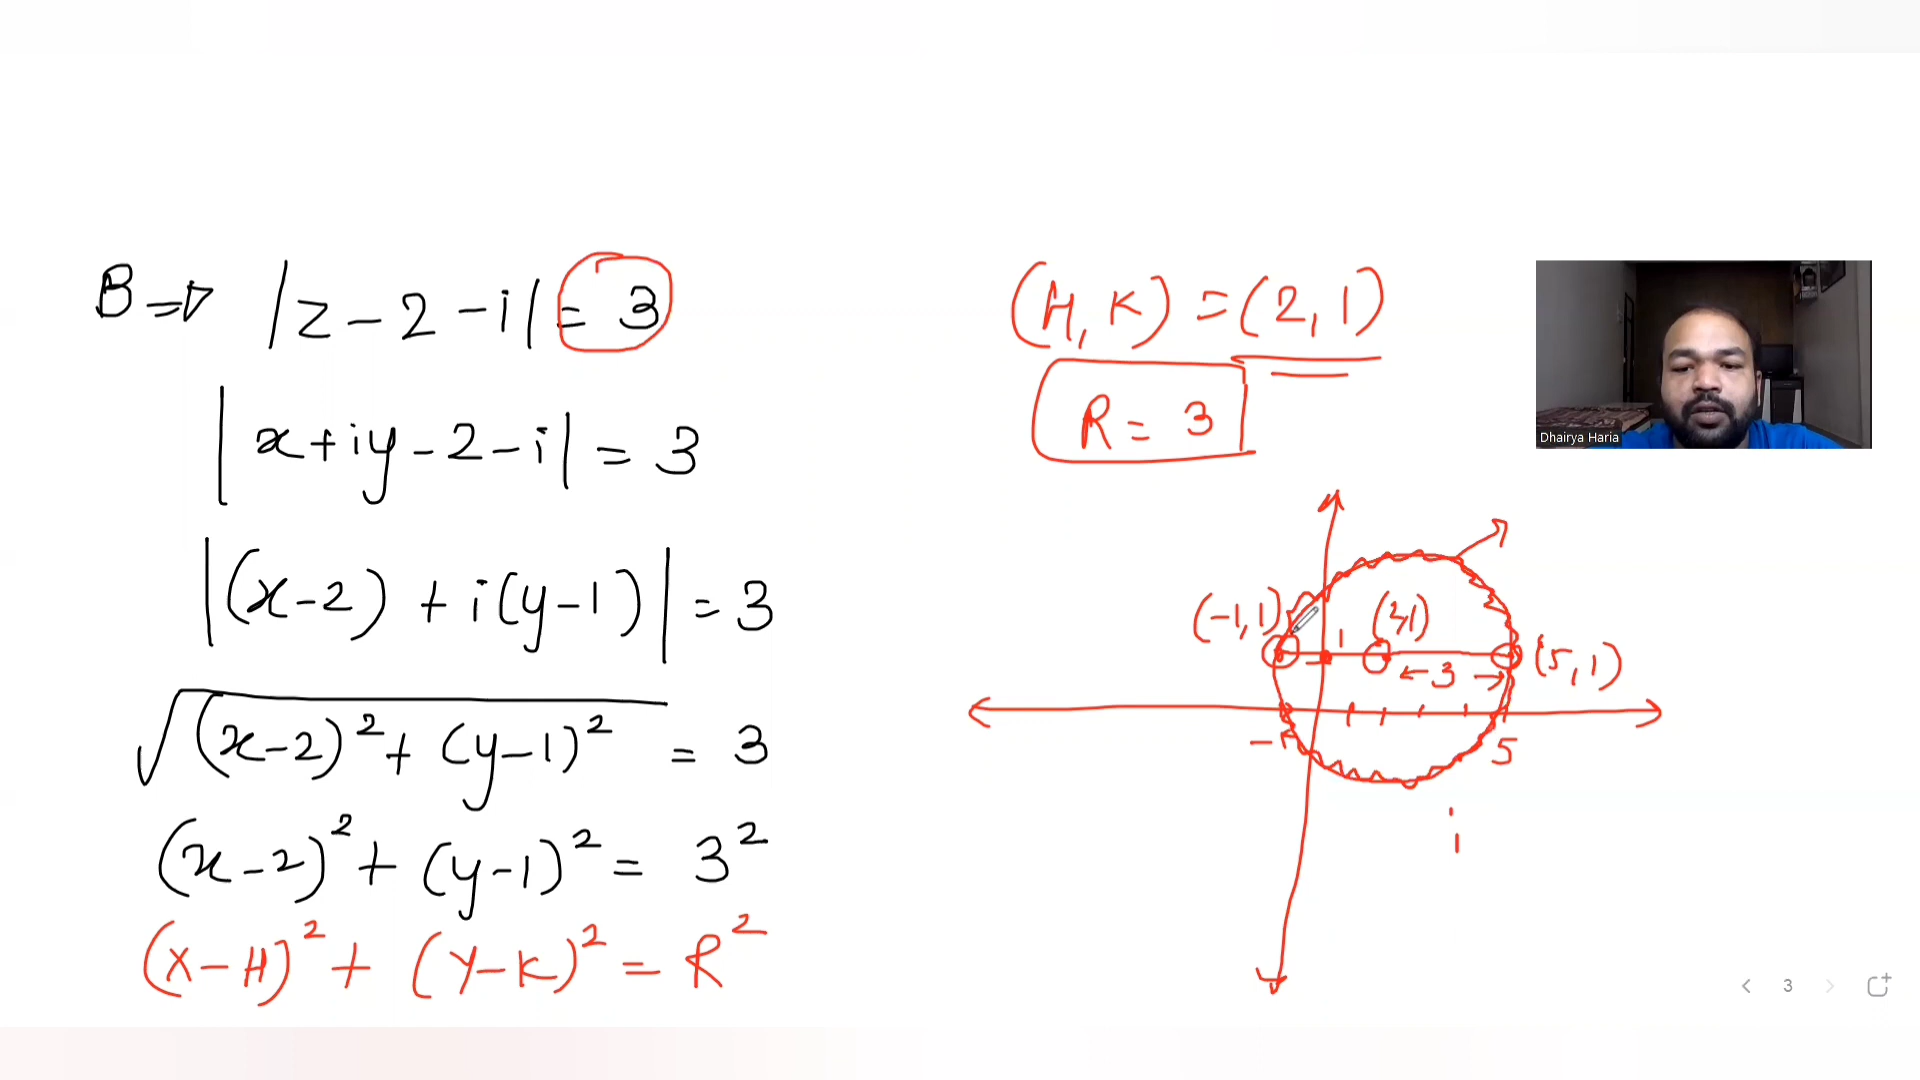 B ⇒ |z - 2 - i| = 3
|x + iy - 2 - i| = 3
|(x-2) + i(y-1)| = 3
√(x-2)² + (y-1)² = 3
(x-2)² + (y-1)² = 3²
(X-H)² + (Y-K)² = R²
(H, K) = (2, 1)
R = 3
(-1, 1)
(2,1)
1
← 3 →
(5, 1)
-1
5
i
Dhairya Haria
< 3 >